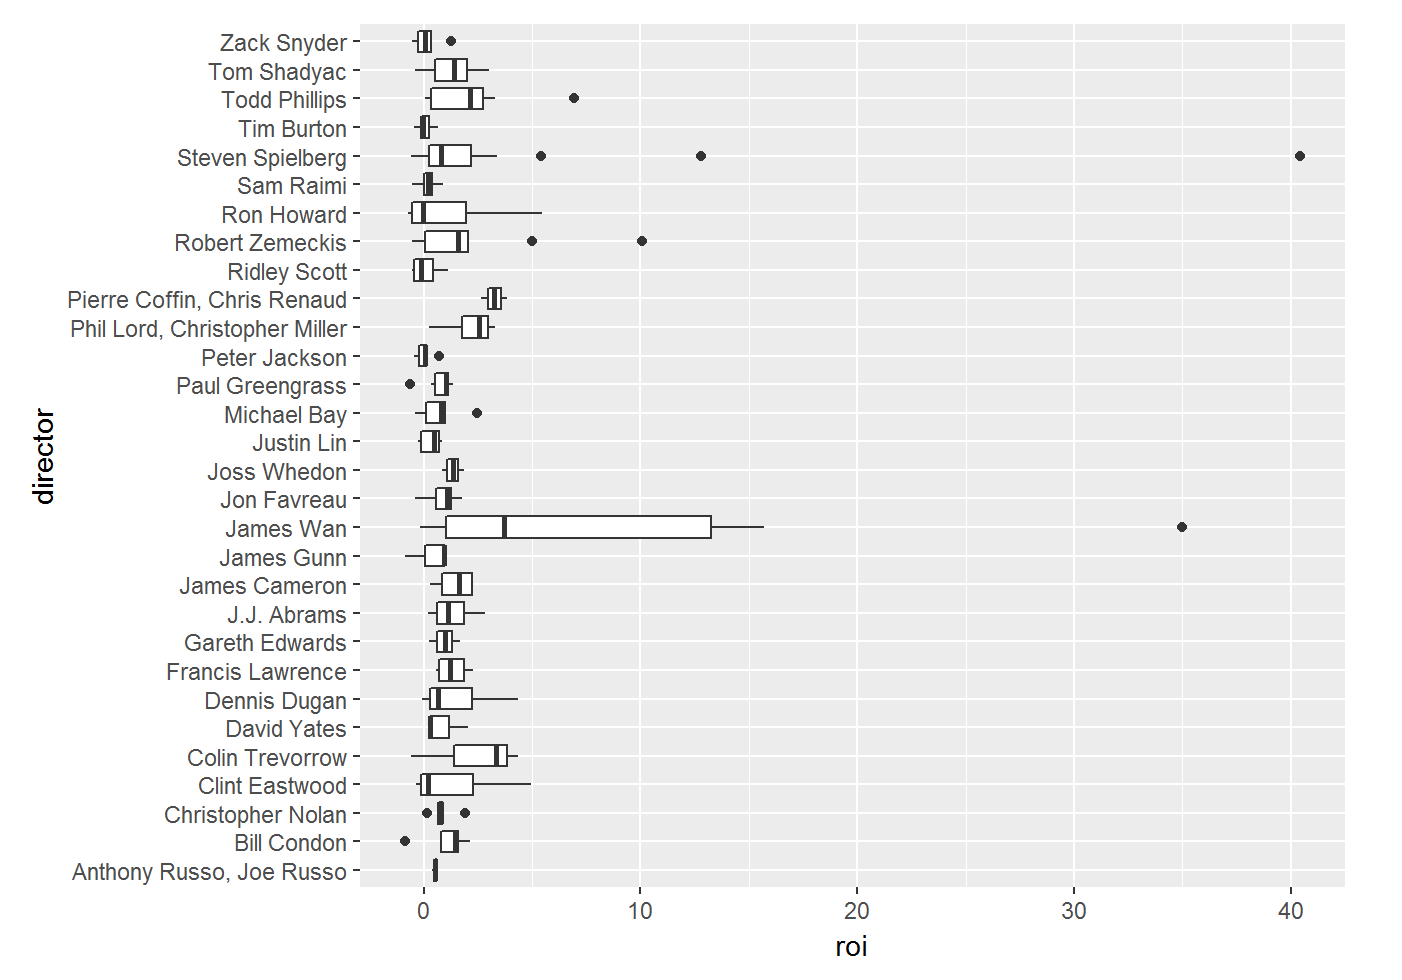 Zack Snyder
Tom Shadyac
Todd Phillips
Tim Burton
Steven Spielberg
Sam Raimi
Ron Howard
Robert Zemeckis
Ridley Scott
Pierre Coffin, Chris Renaud
Phil Lord, Christopher Miller
Peter Jackson
Paul Greengrass
Michael Bay
Justin Lin
Joss Whedon
Jon Favreau
James Wan
James Gunn
James Cameron
J.J. Abrams
Gareth Edwards
Francis Lawrence
Dennis Dugan
David Yates
Colin Trevorrow
Clint Eastwood
Christopher Nolan
Bill Condon
Anthony Russo, Joe Russo
director
0 10 20 30 40
roi